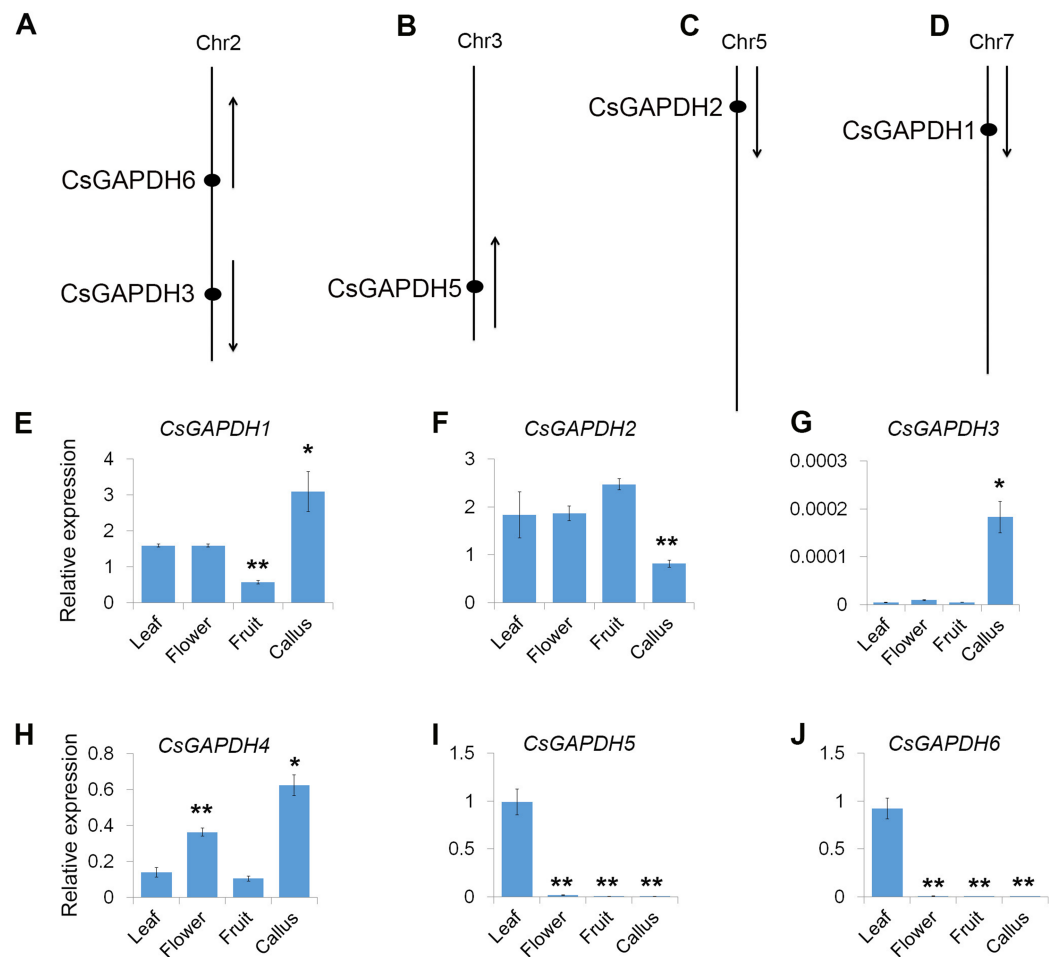 A
B
C
D
Chr2
Chr3
Chr5
Chr7
CsGAPDH6
CsGAPDH3
CsGAPDH5
CsGAPDH2
CsGAPDH1
E
CsGAPDH1
Relative expression
4
3
2
1
0
**
*
Leaf
Flower
Fruit
Callus
F
CsGAPDH2
3
2
1
0
**
Leaf
Flower
Fruit
Callus
G
CsGAPDH3
0.0003
0.0002
0.0001
0
*
Leaf
Flower
Fruit
Callus
H
CsGAPDH4
Relative expression
0.8
0.6
0.4
0.2
0
**
*
Leaf
Flower
Fruit
Callus
I
CsGAPDH5
1.5
1
0.5
0
** ** **
Leaf
Flower
Fruit
Callus
J
CsGAPDH6
1.5
1
0.5
0
** ** **
Leaf
Flower
Fruit
Callus